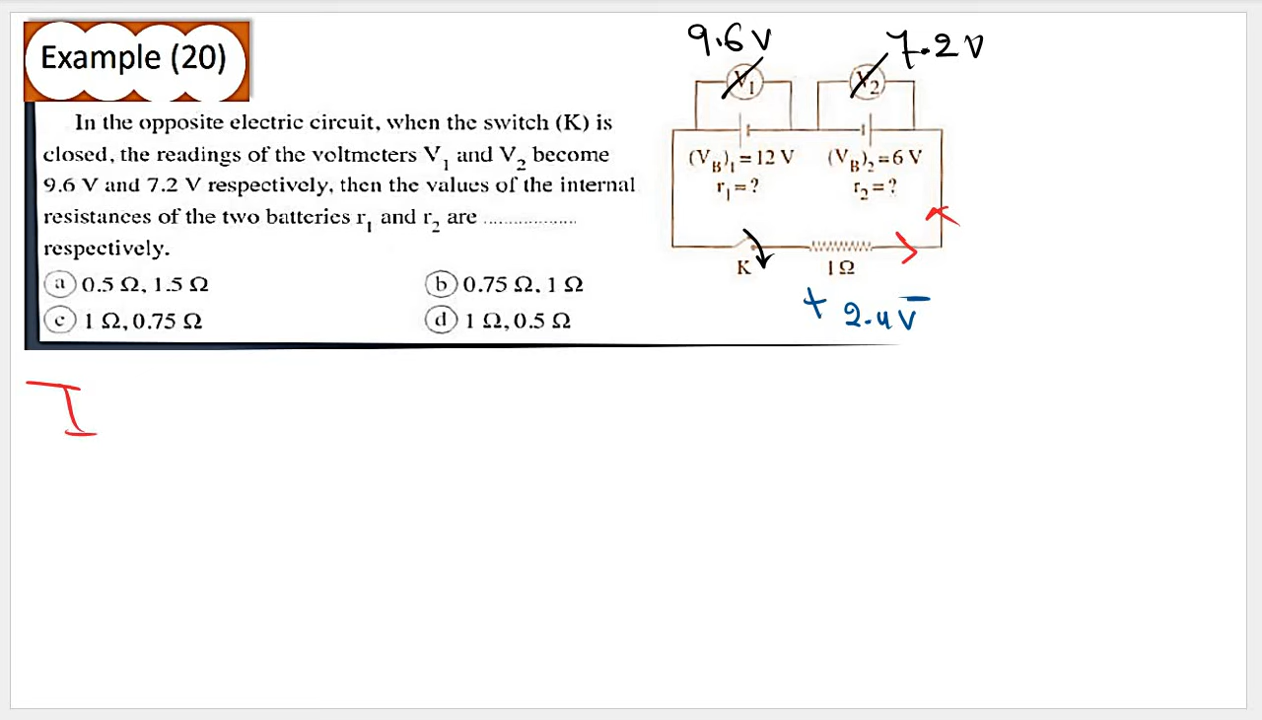 Example (20)
In the opposite electric circuit, when the switch (K) is
closed, the readings of the voltmeters V₁ and V₂ become
9.6 V and 7.2 V respectively, then the values of the internal
resistances of the two batteries r₁ and r₂ are ..................
respectively.
a 0.5 Ω, 1.5 Ω
b 0.75 Ω, 1 Ω
c 1 Ω, 0.75 Ω
d 1 Ω, 0.5 Ω
9.6 V
7.2 V
V₁
V₂
(V_B)₁ = 12 V
(V_B)₂ = 6 V
r₁ = ?
r₂ = ?
K
1 Ω
+ 2.4 V −
I